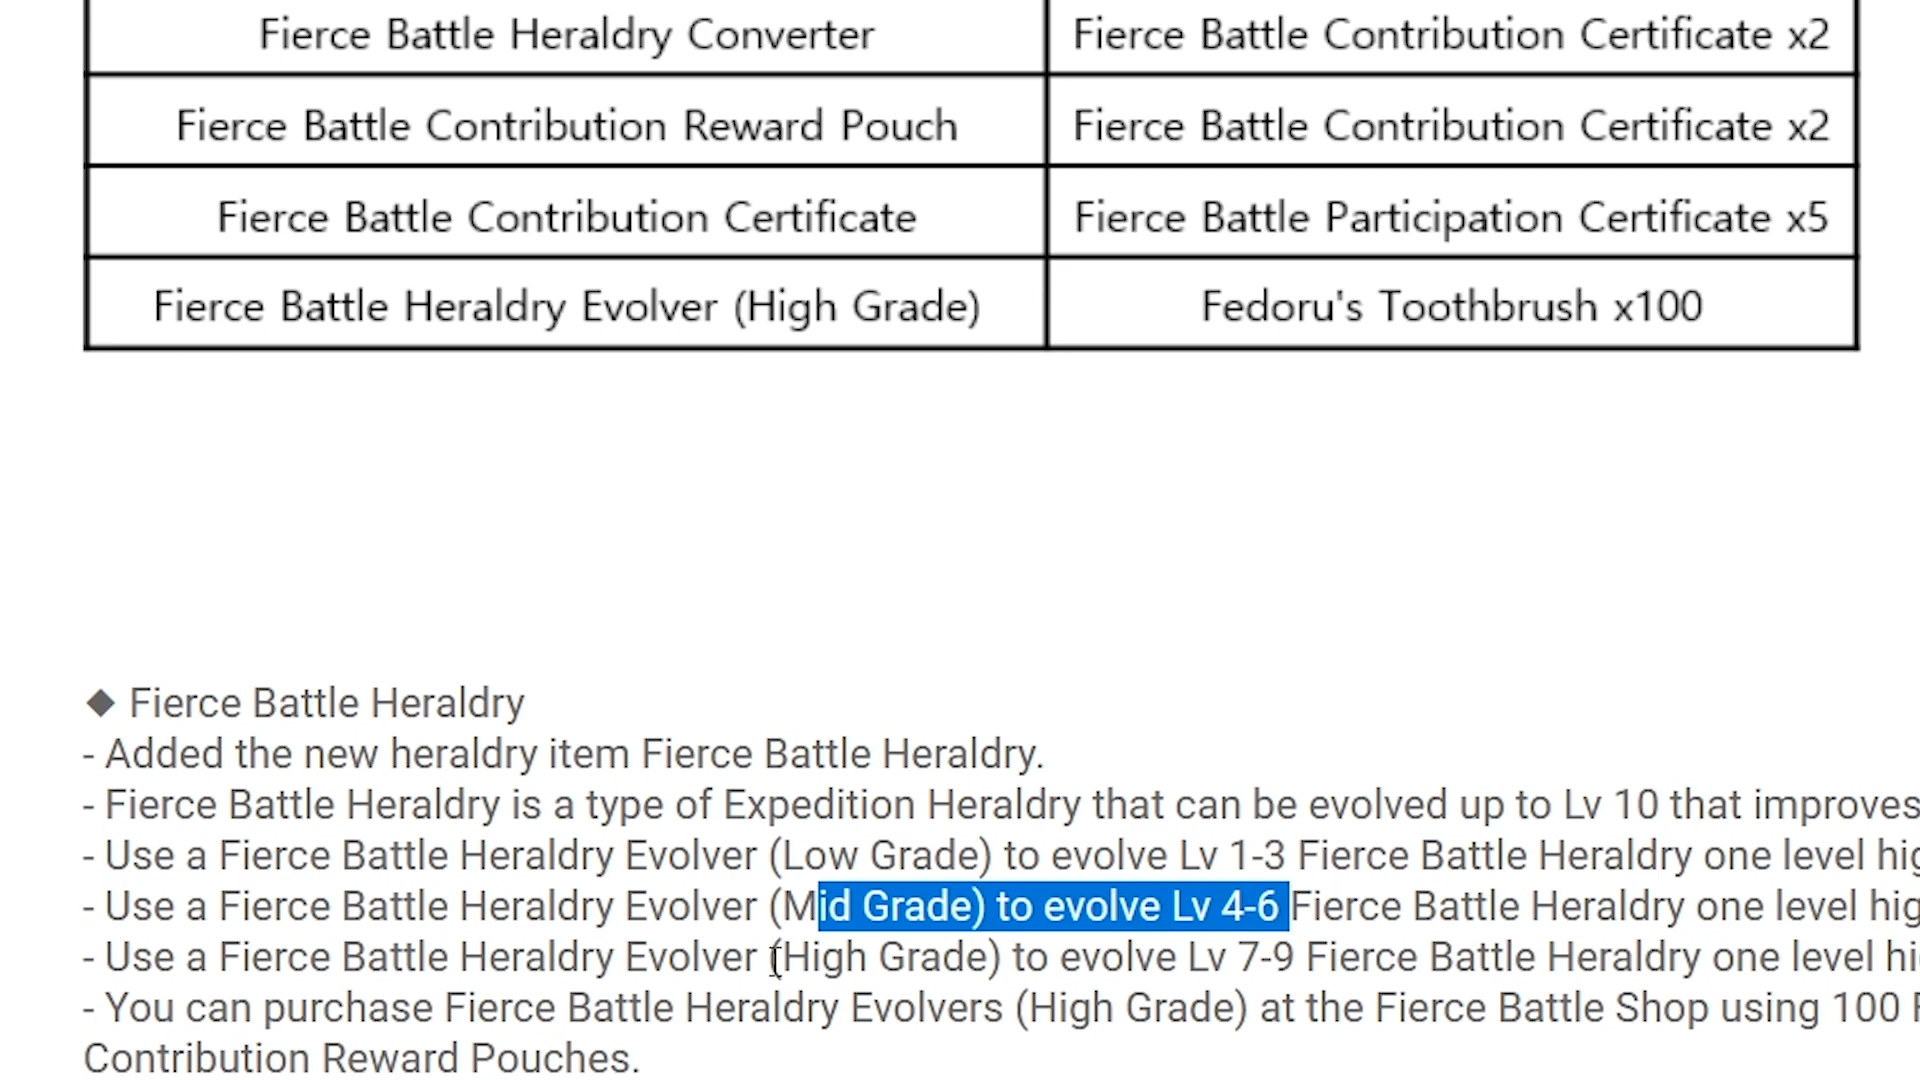 Fierce Battle Heraldry Converter Fierce Battle Contribution Certificate x2
Fierce Battle Contribution Reward Pouch Fierce Battle Contribution Certificate x2
Fierce Battle Contribution Certificate Fierce Battle Participation Certificate x5
Fierce Battle Heraldry Evolver (High Grade) Fedoru's Toothbrush x100
◆ Fierce Battle Heraldry
- Added the new heraldry item Fierce Battle Heraldry.
- Fierce Battle Heraldry is a type of Expedition Heraldry that can be evolved up to Lv 10 that improves
- Use a Fierce Battle Heraldry Evolver (Low Grade) to evolve Lv 1-3 Fierce Battle Heraldry one level
- Use a Fierce Battle Heraldry Evolver (Mid Grade) to evolve Lv 4-6 Fierce Battle Heraldry one level
- Use a Fierce Battle Heraldry Evolver (High Grade) to evolve Lv 7-9 Fierce Battle Heraldry one level
- You can purchase Fierce Battle Heraldry Evolvers (High Grade) at the Fierce Battle Shop using 100
Contribution Reward Pouches.